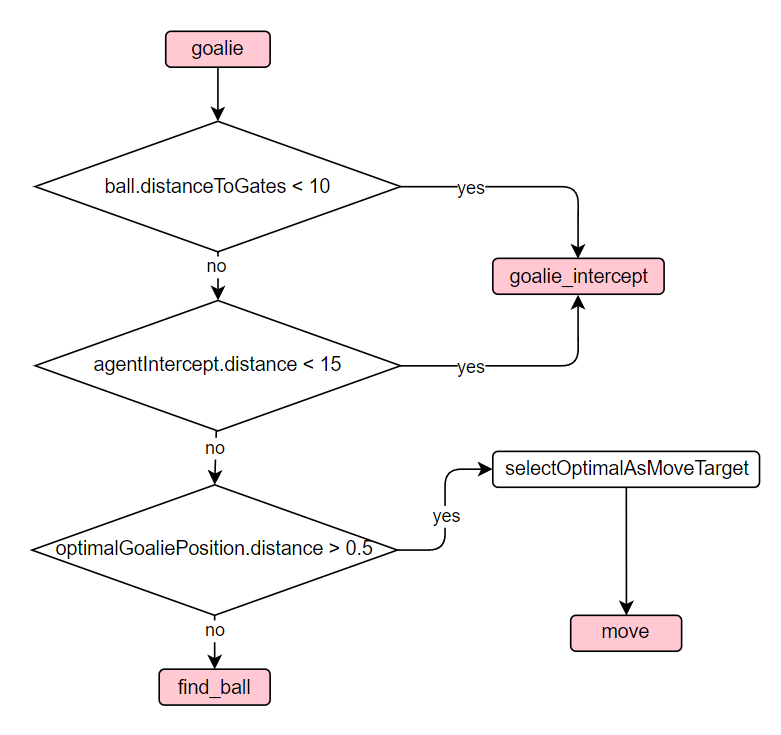 goalie
ball.distanceToGates < 10
yes
no
goalie_intercept
agentIntercept.distance < 15
yes
no
selectOptimalAsMoveTarget
yes
optimalGoaliePosition.distance > 0.5
no
move
find_ball